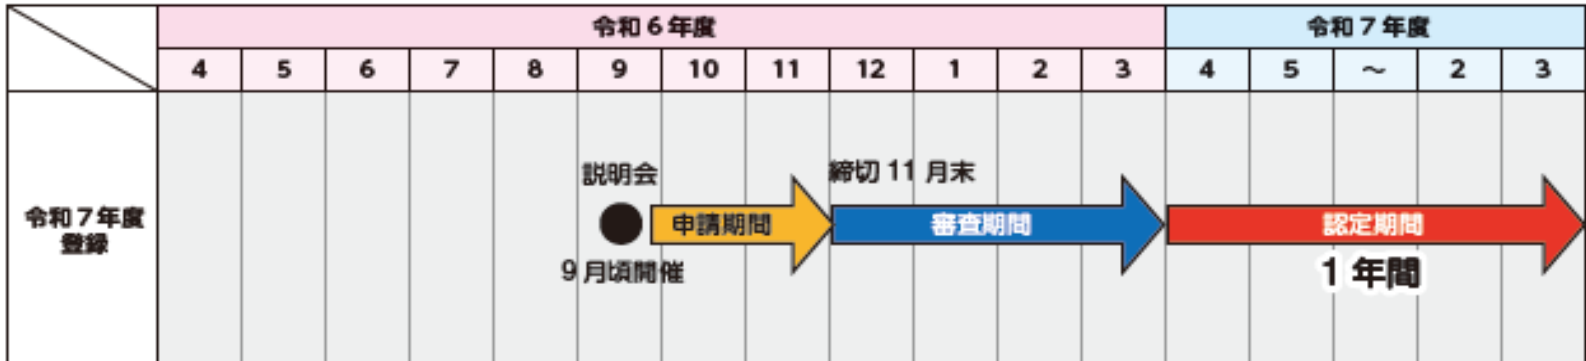 令和６年度 令和７年度
4 5 6 7 8 9 10 11 12 1 2 3 4 5 ～ 2 3
令和７年度
登録
説明会
9月頃開催
申請期間
締切11月末
審査期間
認定期間
1年間